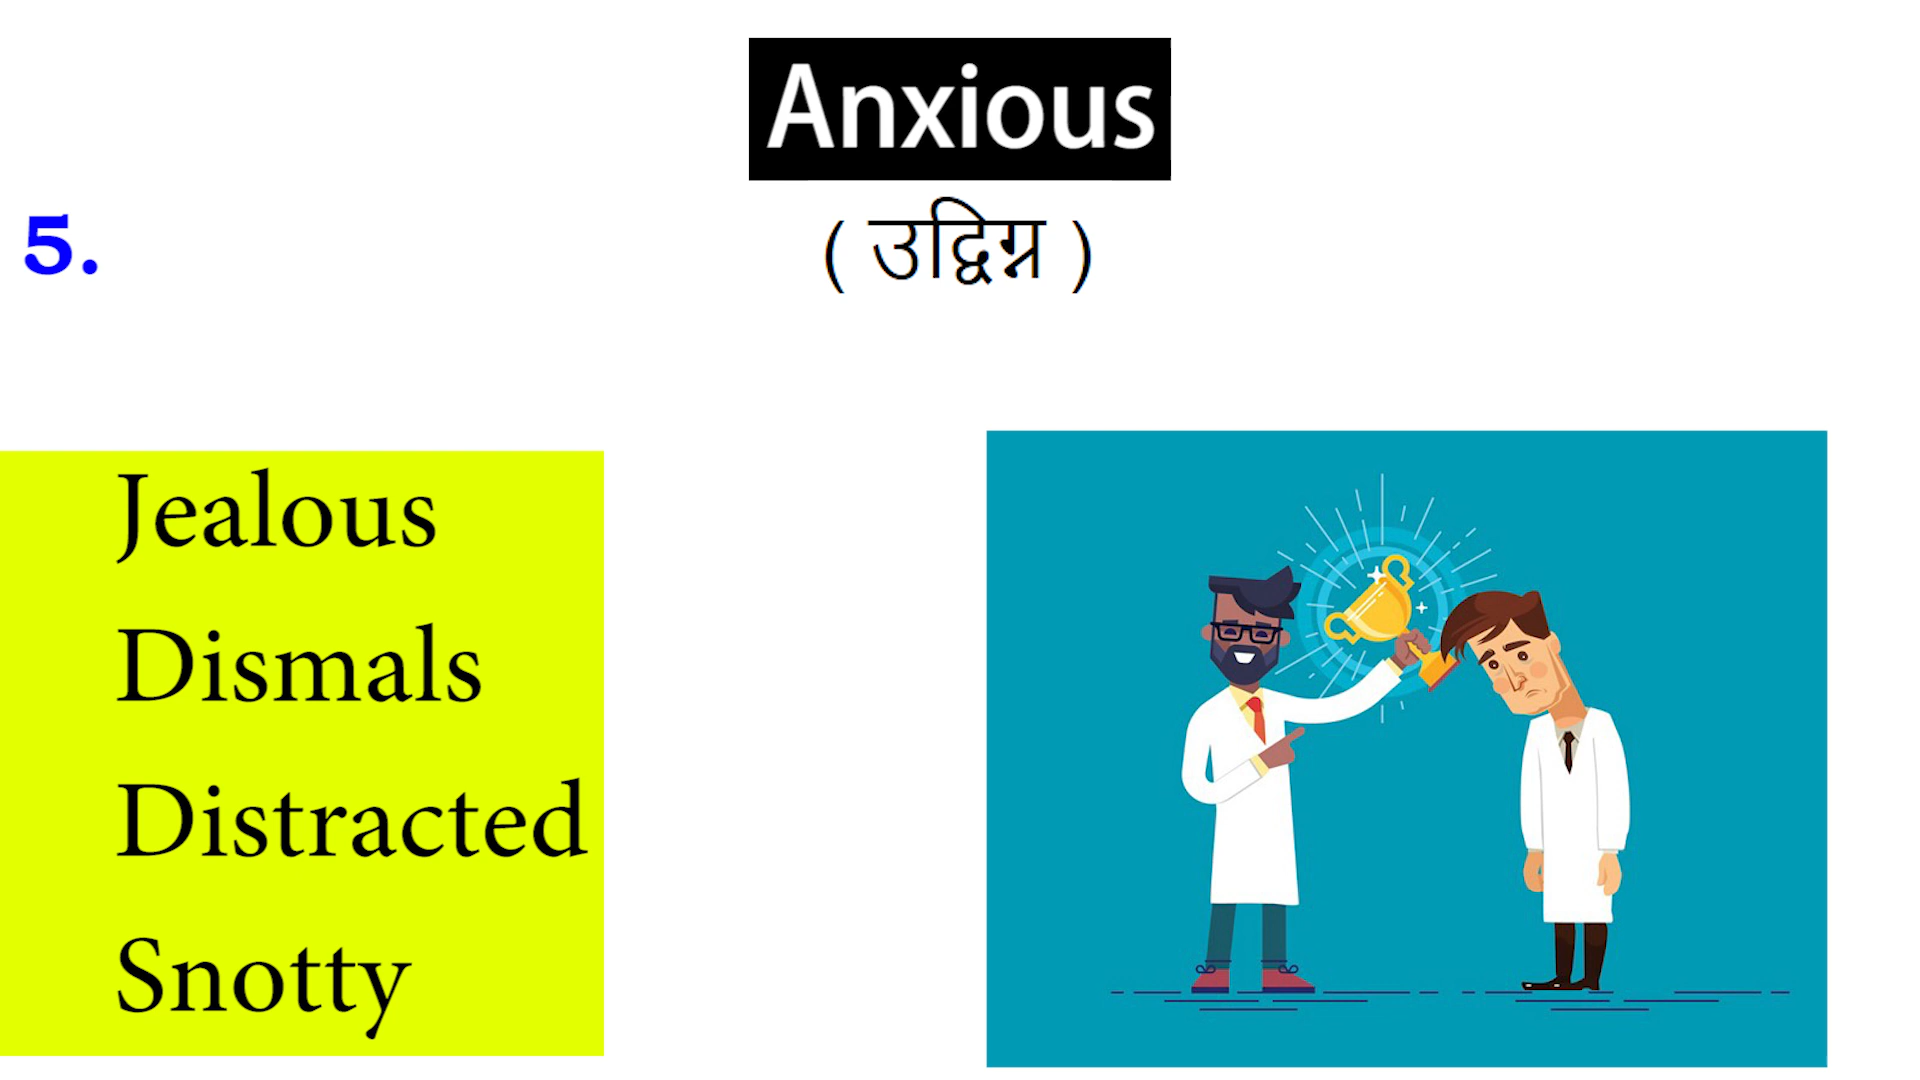 Anxious
5.
( उद्विग्न )
Jealous
Dismals
Distracted
Snotty